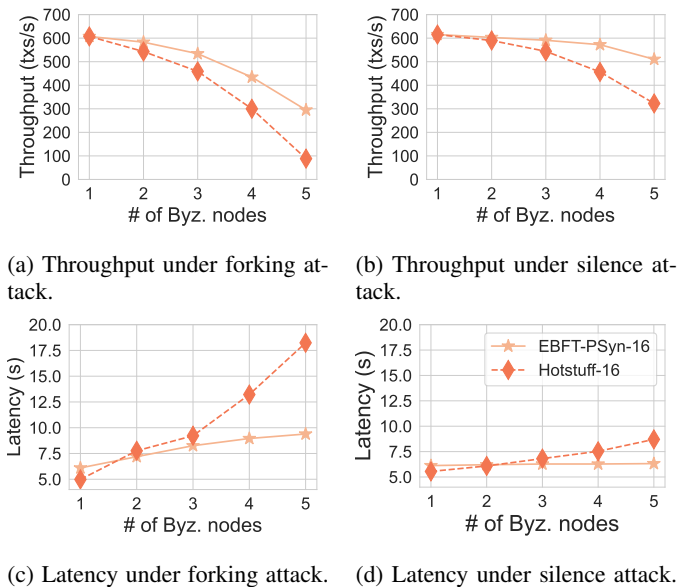 700
600
500
400
300
200
100
0
Throughput (txs/s)
1 2 3 4 5
# of Byz. nodes
700
600
500
400
300
200
100
0
Throughput (txs/s)
1 2 3 4 5
# of Byz. nodes
(a) Throughput under forking at-
tack.
(b) Throughput under silence at-
tack.
20.0
17.5
15.0
12.5
10.0
7.5
5.0
Latency (s)
1 2 3 4 5
# of Byz. nodes
20.0
17.5
15.0
12.5
10.0
7.5
5.0
Latency (s)
EBFT-PSyn-16
Hotstuff-16
1 2 3 4 5
# of Byz. nodes
(c) Latency under forking attack.
(d) Latency under silence attack.